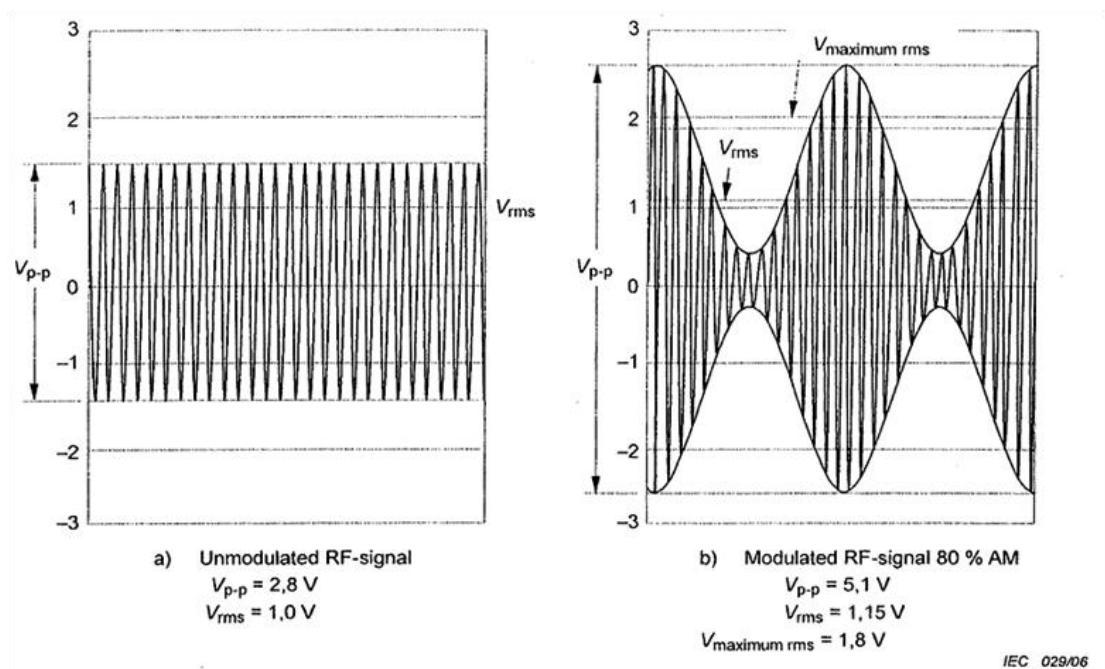 3
2
1
0
–1
–2
–3
Vp-p
Vrms
a) Unmodulated RF-signal
Vp-p = 2,8 V
Vrms = 1,0 V
3
2
1
0
–1
–2
–3
Vp-p
Vmaximum rms
Vrms
b) Modulated RF-signal 80 % AM
Vp-p = 5,1 V
Vrms = 1,15 V
Vmaximum rms = 1,8 V
IEC 029/06